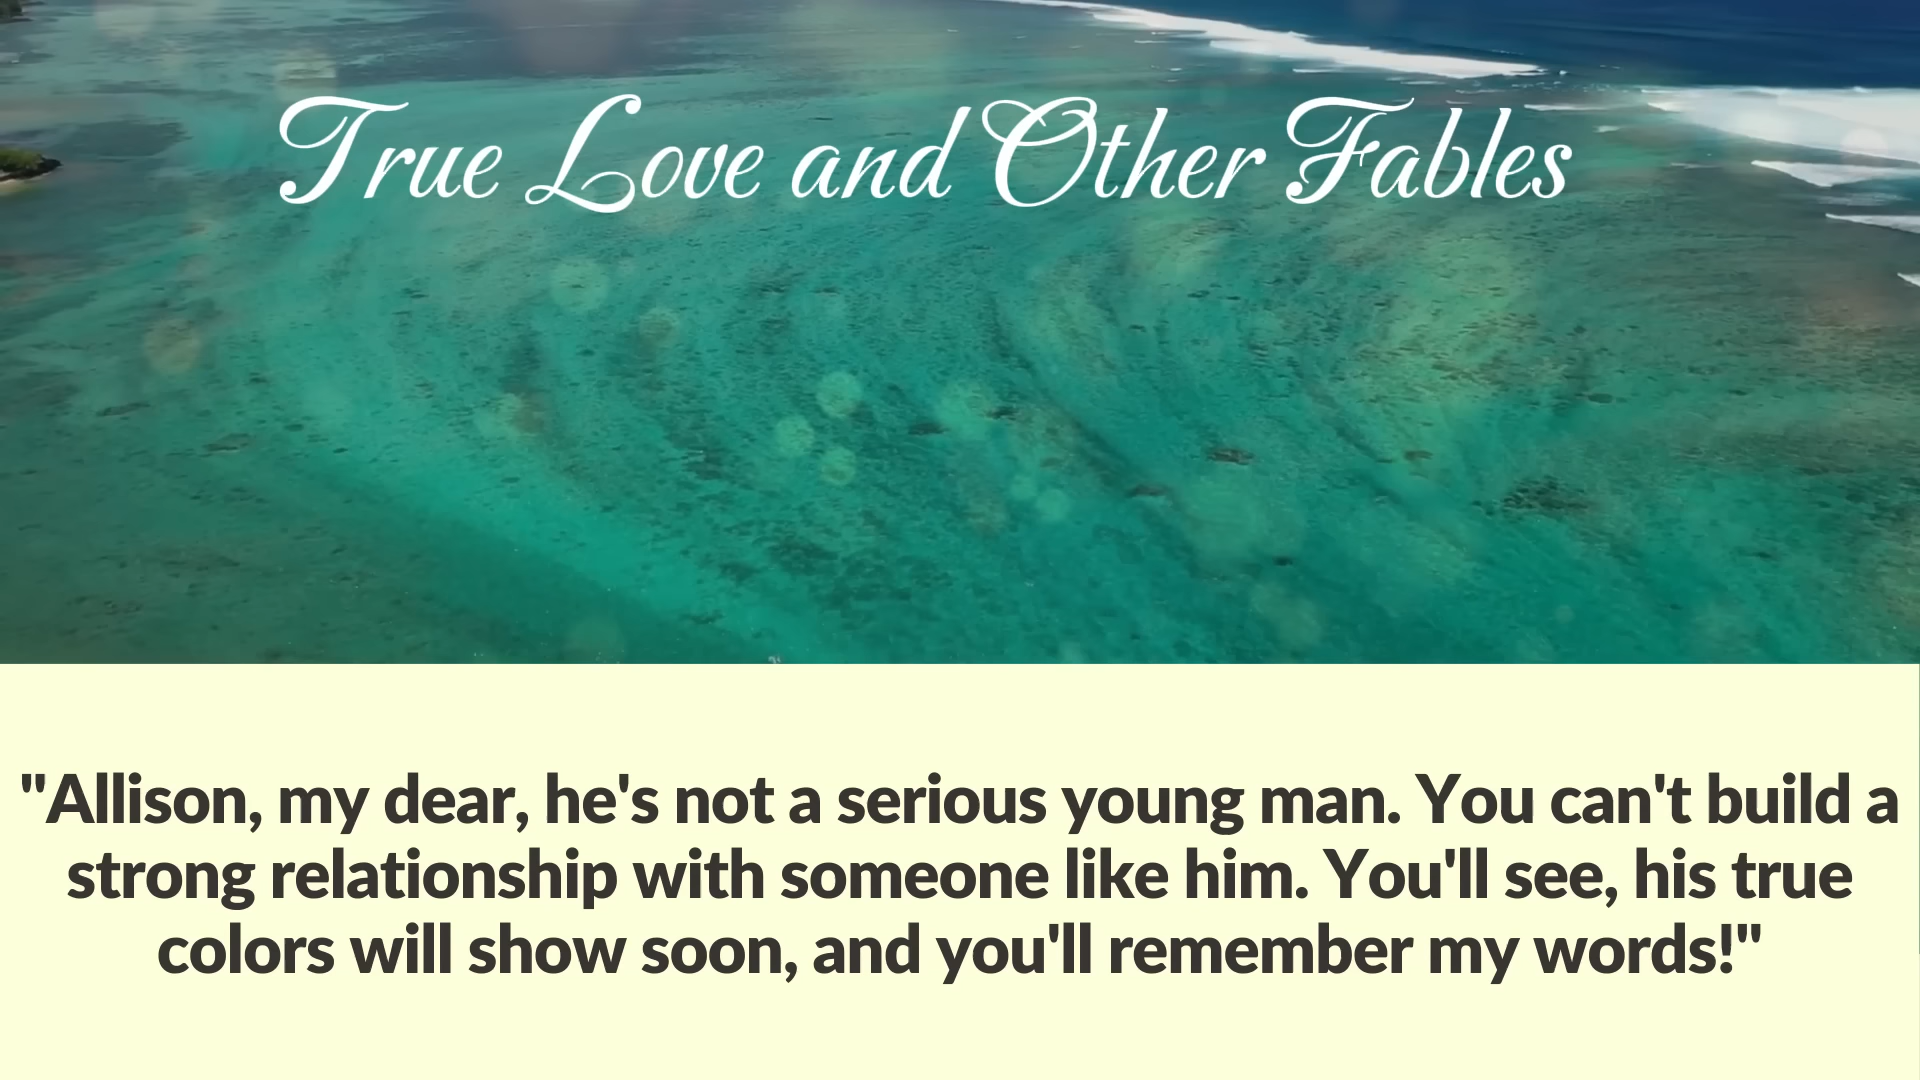 True Love and Other Fables
"Allison, my dear, he's not a serious young man. You can't build a
strong relationship with someone like him. You'll see, his true
colors will show soon, and you'll remember my words!"